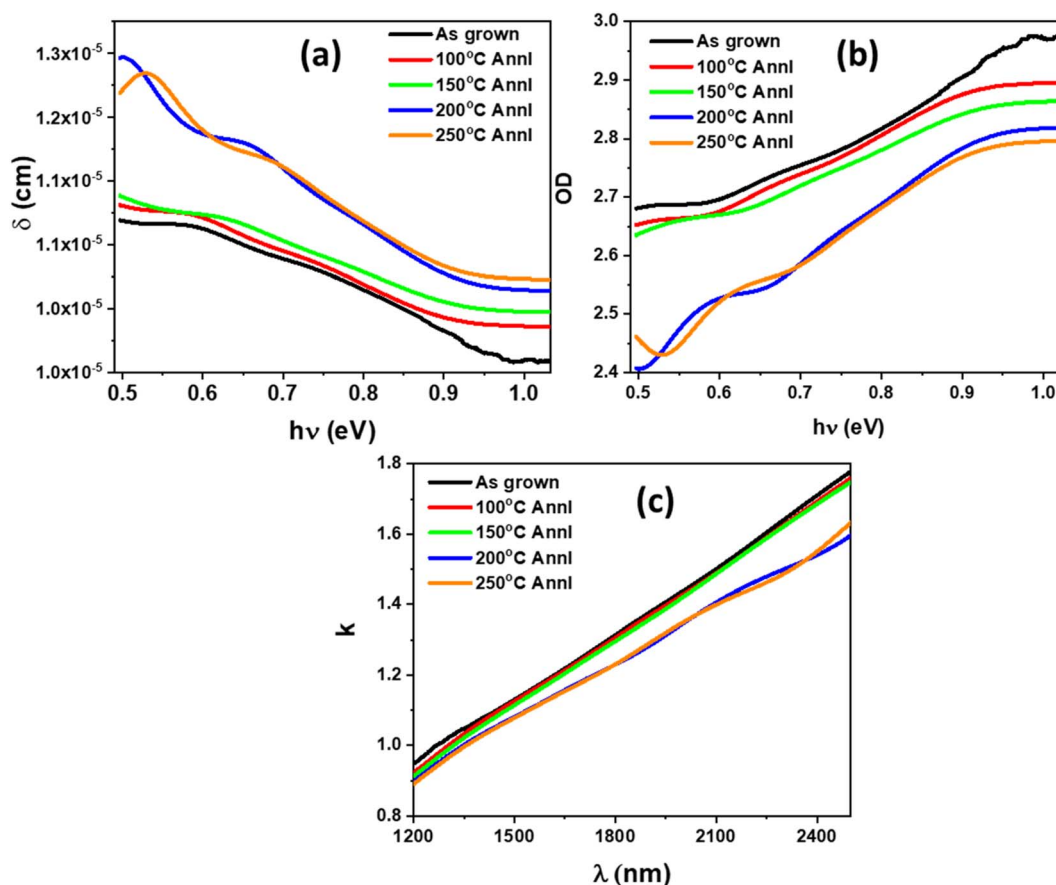 (a)
As grown
100°C Annl
150°C Annl
200°C Annl
250°C Annl
1.3x10⁻⁵
1.2x10⁻⁵
1.1x10⁻⁵
1.1x10⁻⁵
1.0x10⁻⁵
1.0x10⁻⁵
δ (cm)
0.5 0.6 0.7 0.8 0.9 1.0
hν (eV)
(b)
As grown
100°C Annl
150°C Annl
200°C Annl
250°C Annl
3.0
2.9
2.8
2.7
2.6
2.5
2.4
OD
0.5 0.6 0.7 0.8 0.9 1.0
hν (eV)
(c)
As grown
100°C Annl
150°C Annl
200°C Annl
250°C Annl
1.8
1.6
1.4
1.2
1.0
0.8
k
1200 1500 1800 2100 2400
λ (nm)